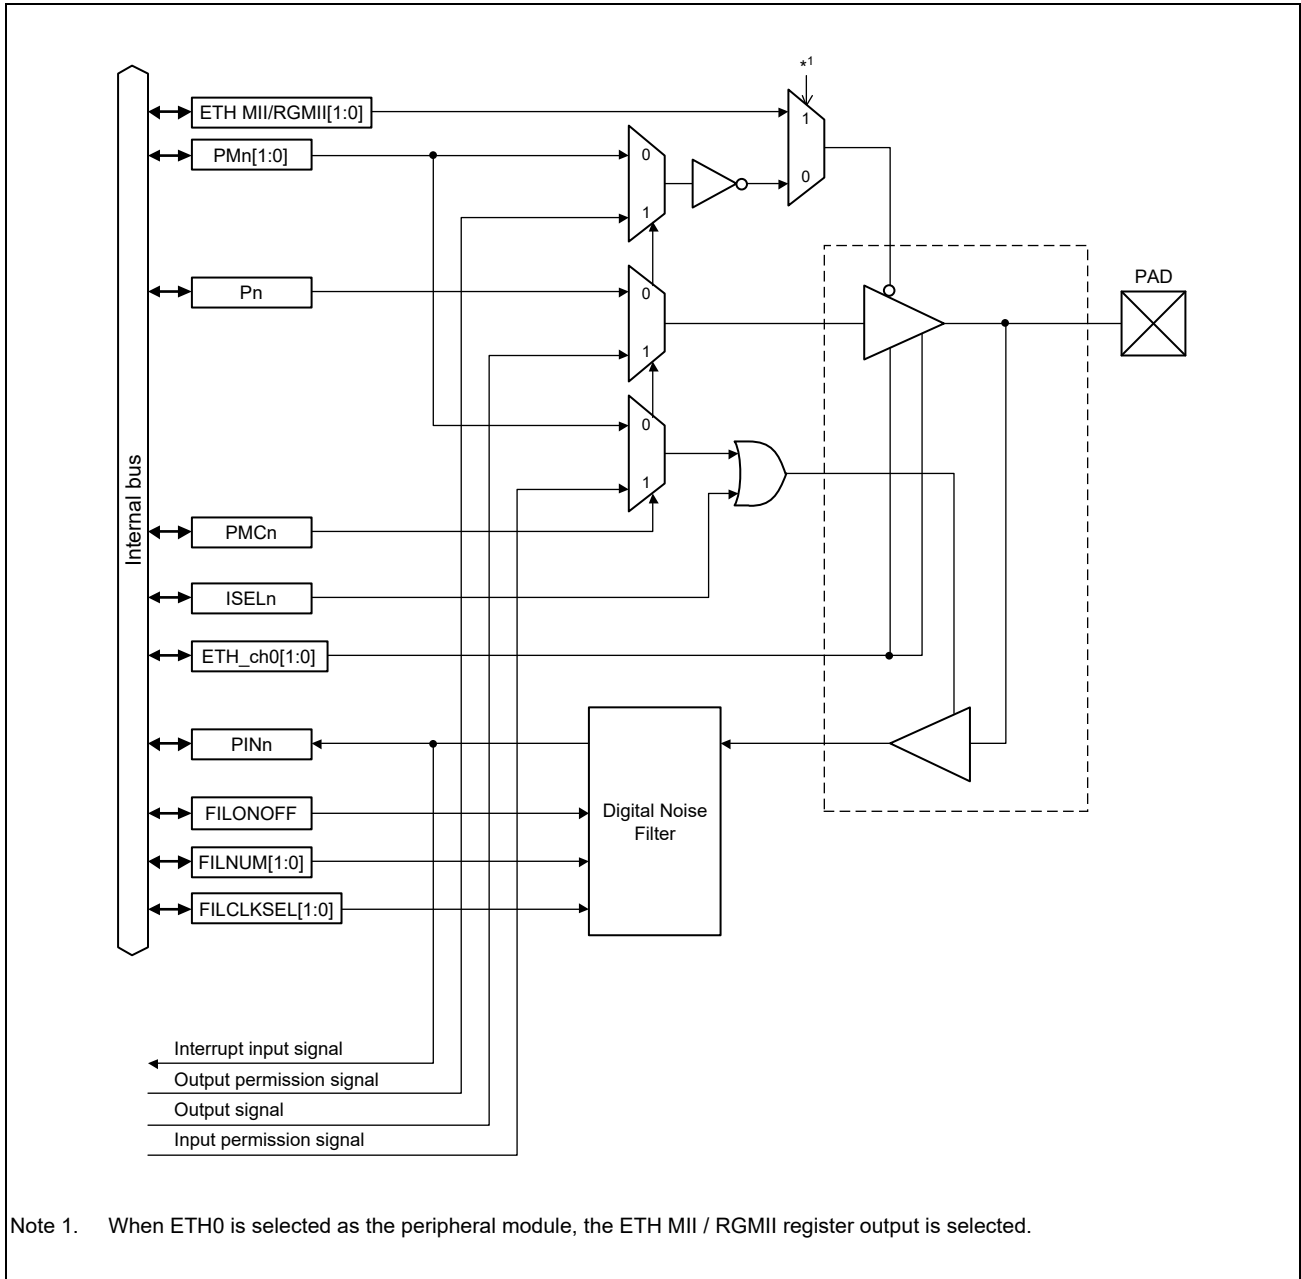 *1
ETH MII/RGMII[1:0]
1
PMn[1:0]
0
0
1
PAD
Pn
0
1
0
Internal bus
1
PMCn
ISELn
ETH_ch0[1:0]
PINn
FILONOFF
Digital Noise
Filter
FILNUM[1:0]
FILCLKSEL[1:0]
Interrupt input signal
Output permission signal
Output signal
Input permission signal
Note 1. When ETH0 is selected as the peripheral module, the ETH MII / RGMII register output is selected.